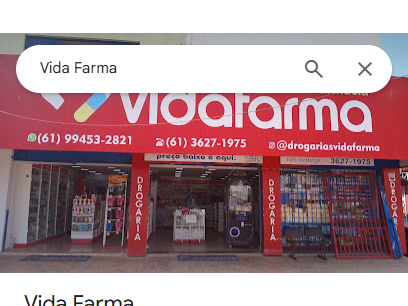 Vida Farma
vidafarma
(61) 99453-2821
(61) 3627-1975
@drogariasvidafarma
preço baixo e aqui.
3627-1975
DROGARIA
DROGARIA
DROGARIA
Vida Farma